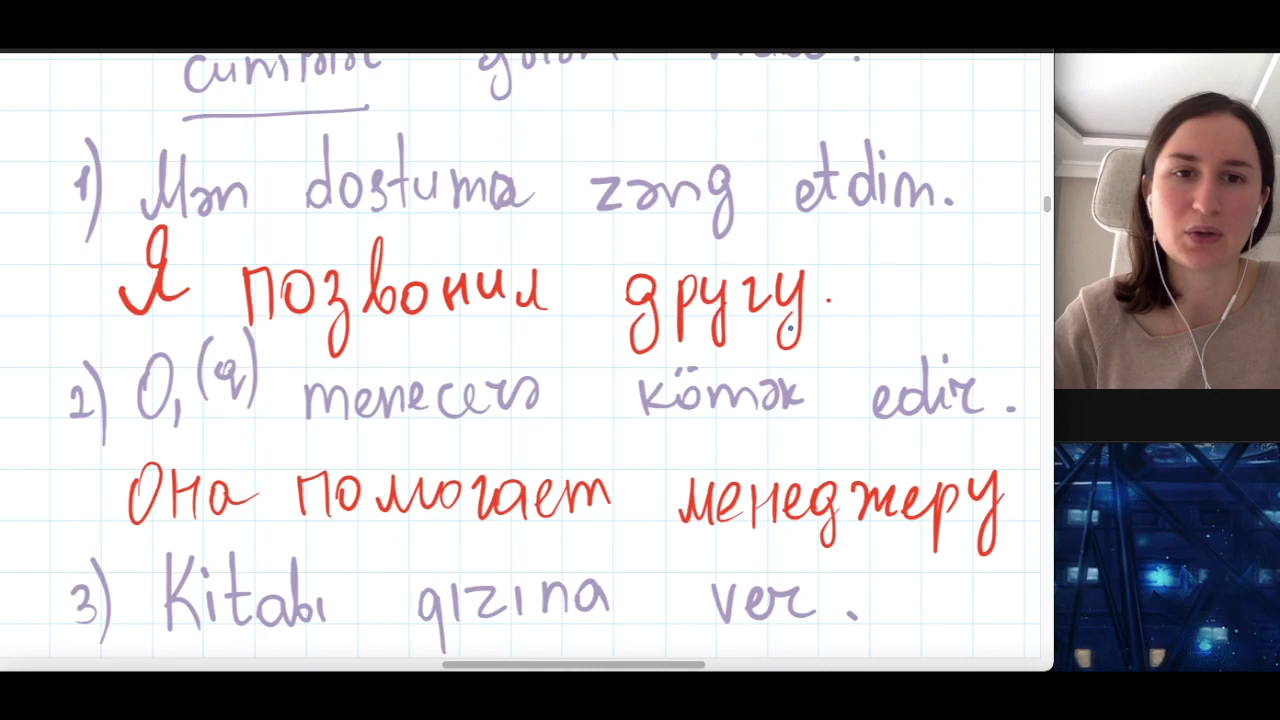 1) Mən dostuma zəng etdim.
Я позвонил другу.
2) O, (q) menecerə kömək edir.
Она помогает менеджеру
3) Kitabı qızına ver.